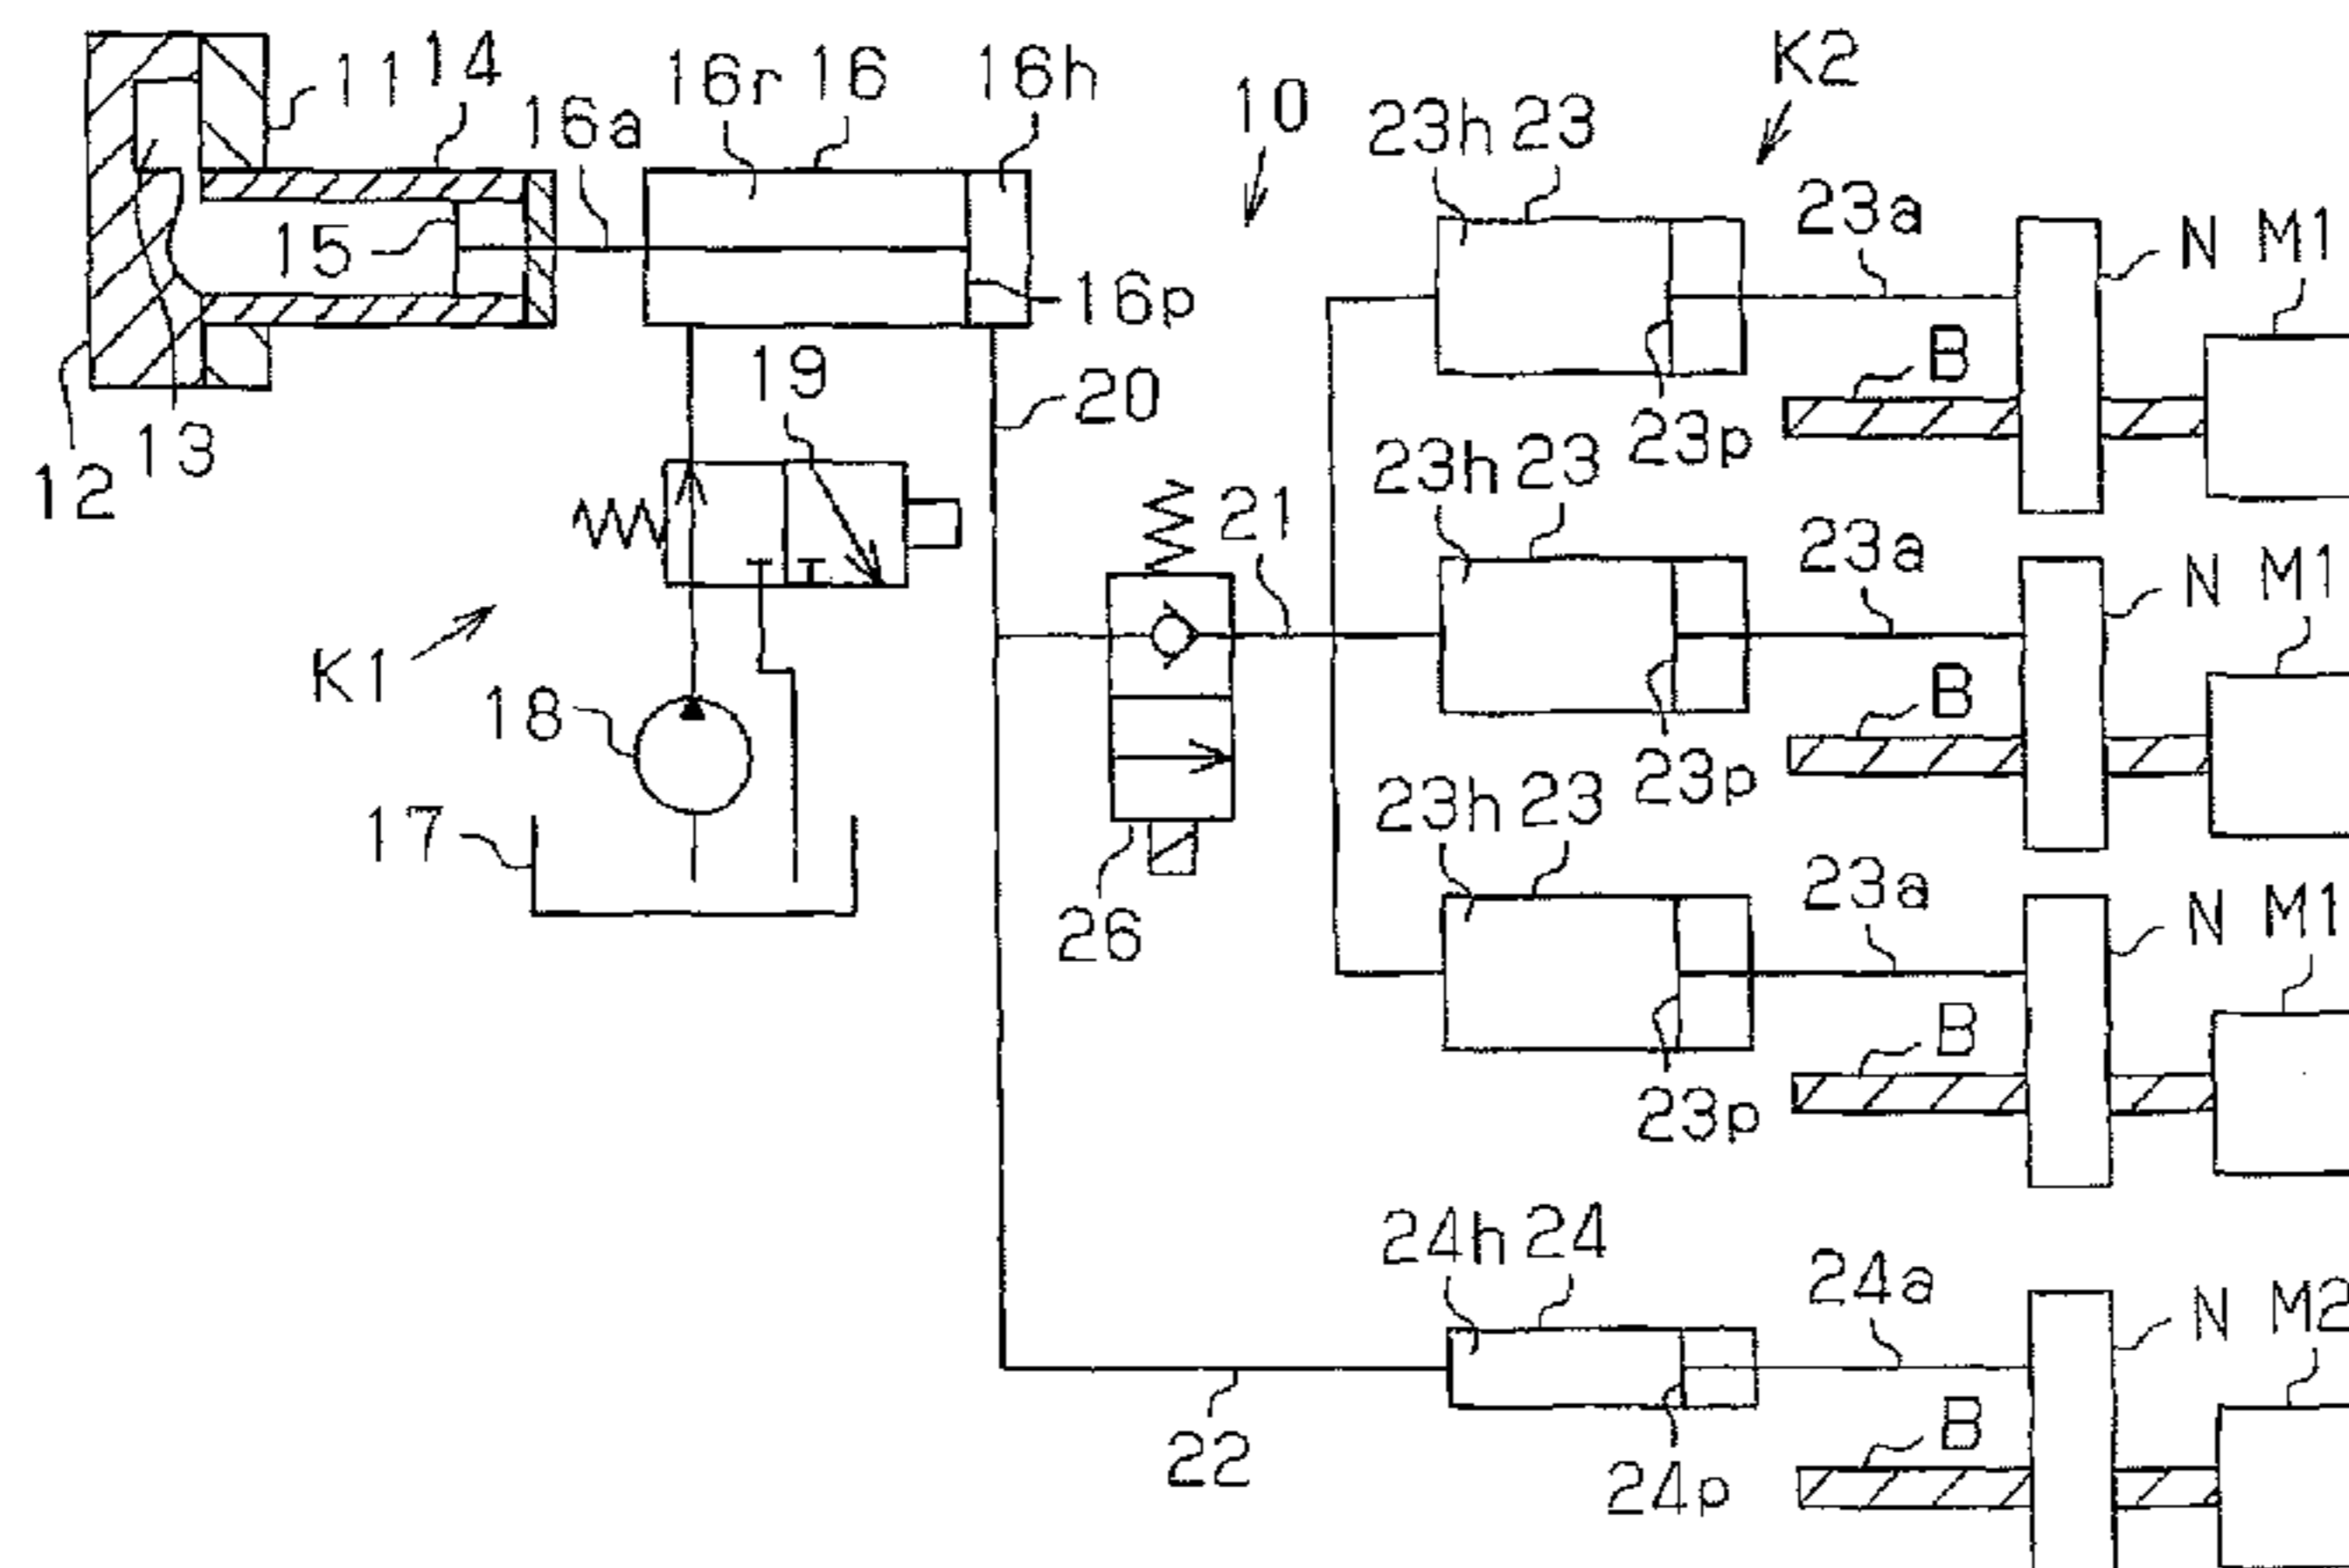 11 14 16r 16 16h K2
16a 10 23h 23
15 23a N M1
16p
19 20 B
12 13 23p
23h 23
21 23a N M1
K1 18 B
23h 23 23p
17
26 23a N M1
B
23p
24h 24 24a N M2
22 24p B